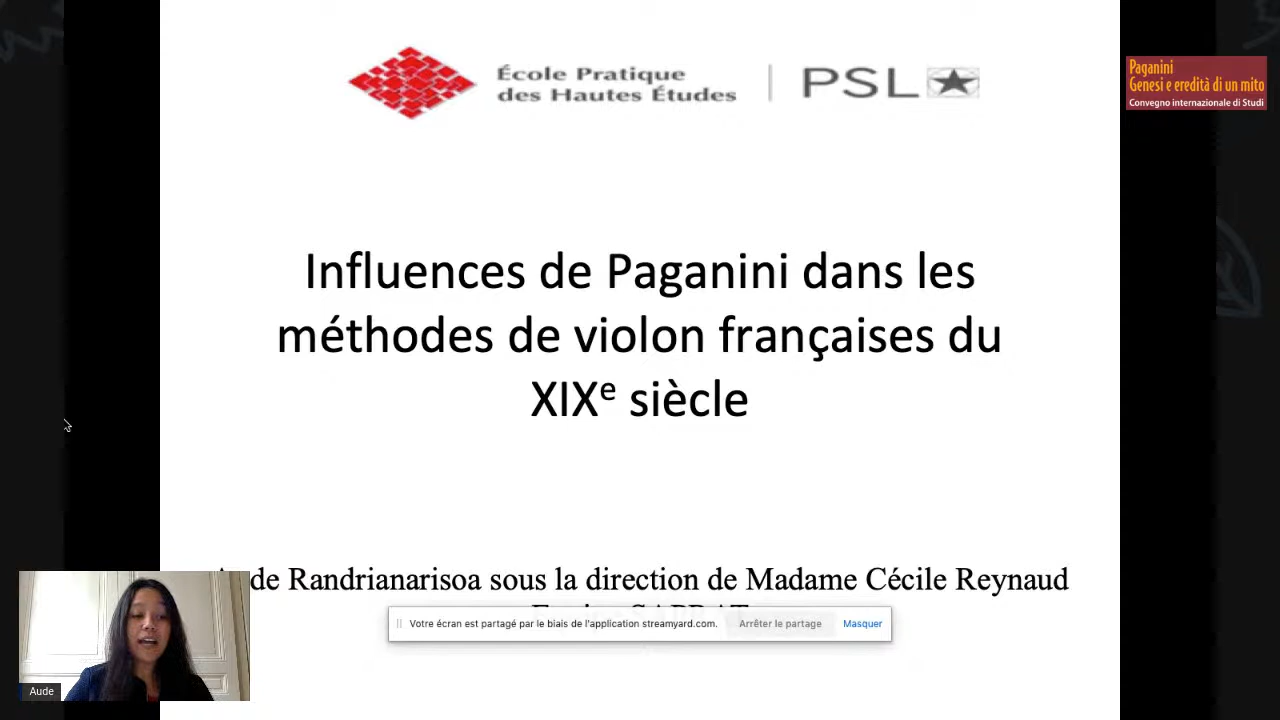 École Pratique
des Hautes Études
PSL
Paganini
Genesi e eredità di un mito
Convegno internazionale di Studi
Influences de Paganini dans les
méthodes de violon françaises du
XIXe siècle
de Randrianarisoa sous la direction de Madame Cécile Reynaud
Votre écran est partagé par le biais de l'application streamyard.com.
Arrêter le partage
Masquer
Aude